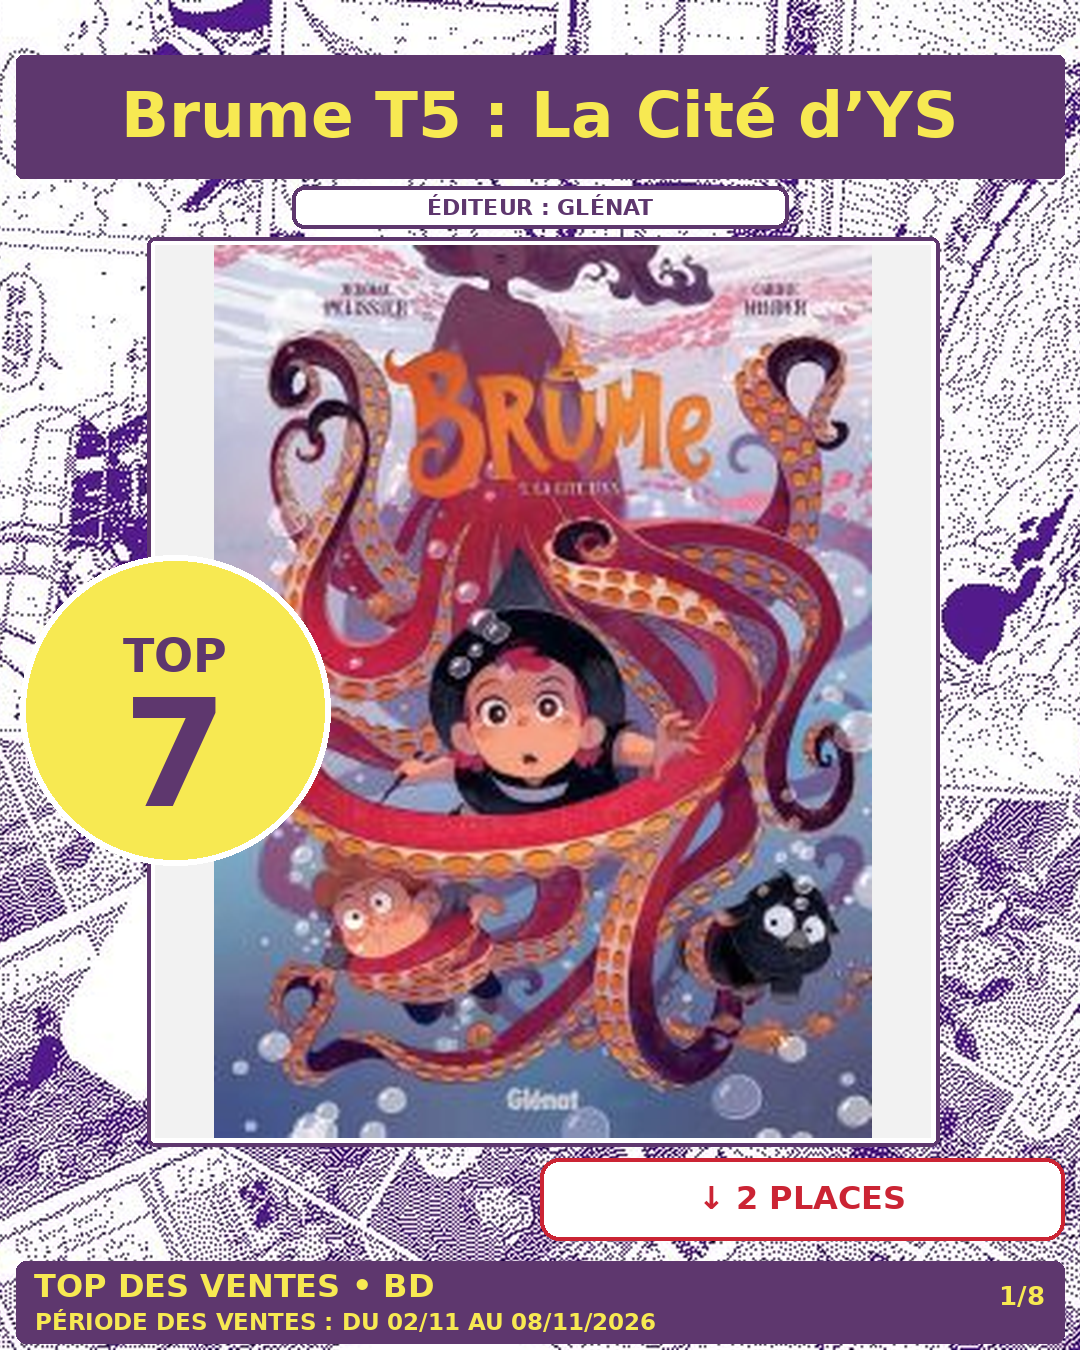 Brume T5 : La Cité d’YS
ÉDITEUR : GLÉNAT
PELISSIER
BRUMe
Glénat
TOP
7
↓ 2 PLACES
TOP DES VENTES • BD
1/8
PÉRIODE DES VENTES : DU 02/11 AU 08/11/2026